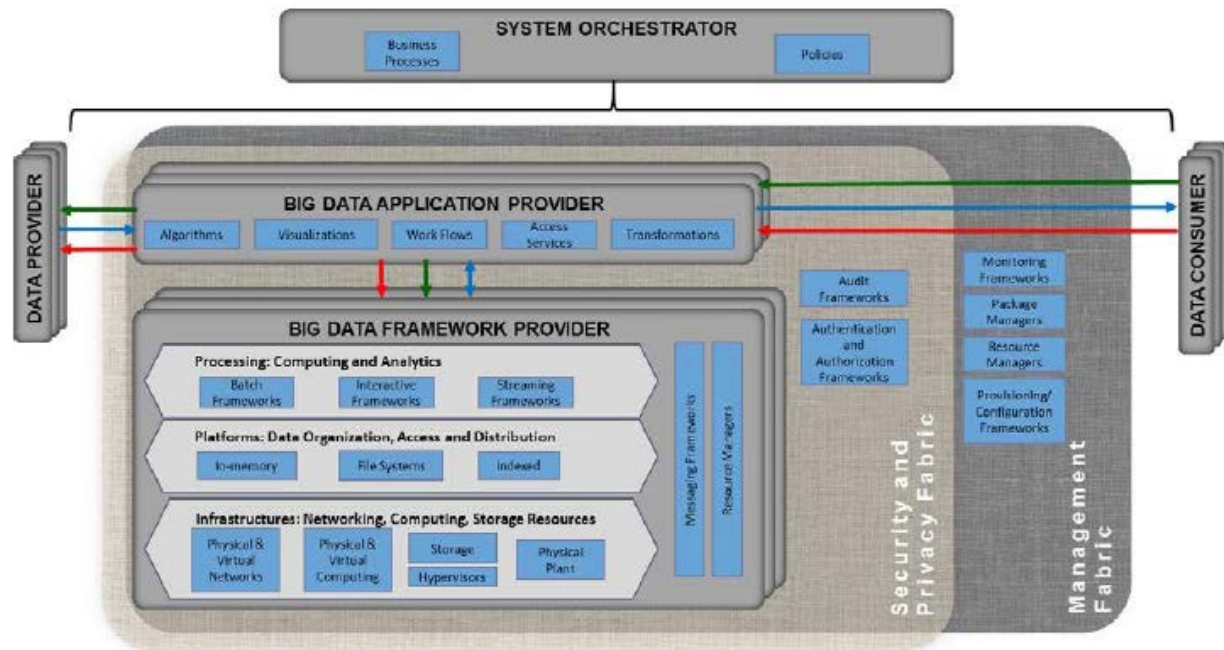 SYSTEM ORCHESTRATOR
Business
Processes
Policies
DATA PROVIDER
DATA CONSUMER
BIG DATA APPLICATION PROVIDER
Algorithms
Visualizations
Work Flows
Access
Services
Transformations
BIG DATA FRAMEWORK PROVIDER
Processing: Computing and Analytics
Batch
Frameworks
Interactive
Frameworks
Streaming
Frameworks
Platforms: Data Organization, Access and Distribution
In-memory
File Systems
Indexed
Infrastructures: Networking, Computing, Storage Resources
Physical &
Virtual
Networks
Physical &
Virtual
Computing
Storage
Hypervisors
Physical
Plant
Messaging Frameworks
Resource Managers
Audit
Frameworks
Authentication
and
Authorization
Frameworks
Security and
Privacy Fabric
Monitoring
Frameworks
Package
Managers
Resource
Managers
Provisioning/
Configuration
Frameworks
Management
Fabric